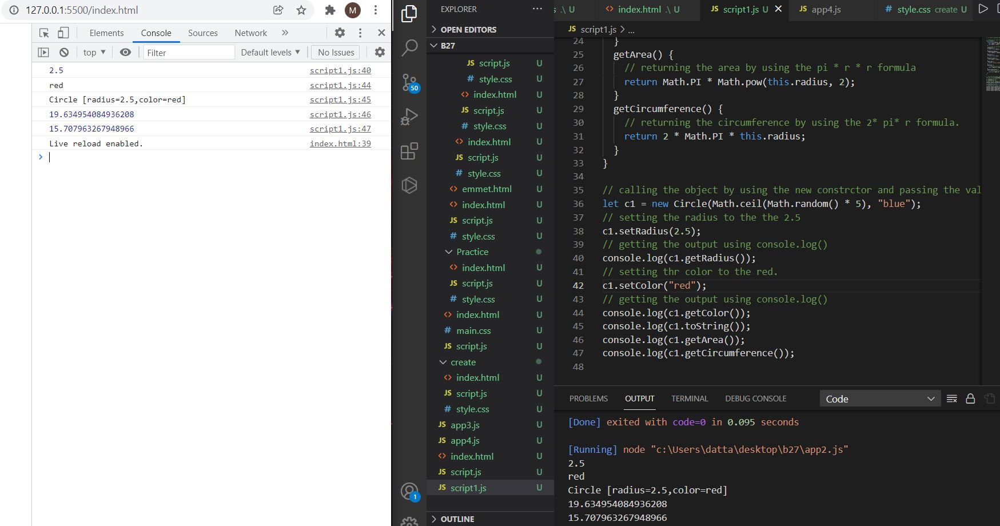 127.0.0.1:5500/index.html
M
Elements Console Sources Network »
top Filter Default levels No Issues
2.5 script1.js:40
red script1.js:44
Circle [radius=2.5,color=red] script1.js:45
19.634954084936208 script1.js:46
15.707963267948966 script1.js:47
Live reload enabled. index.html:39
>
50
1
EXPLORER ...
OPEN EDITORS
B27
JS script.js U
# style.css U
<> index.html U
JS script.js U
# style.css U
<> index.html U
JS script.js U
# style.css U
<> emmet.html U
<> index.html U
JS script.js U
# style.css U
Practice
<> index.html U
JS script.js U
# style.css U
<> index.html U
# main.css U
JS script.js U
create
<> index.html U
JS script.js U
# style.css U
JS app3.js U
JS app4.js U
<> index.html U
JS script.js U
JS script1.js U
OUTLINE
s .\ U <> index.html .\ U JS script1.js U JS app4.js # style.css create U
JS script1.js > ...
24 }
25 getArea() {
26 // returning the area by using the pi * r * r formula
27 return Math.PI * Math.pow(this.radius, 2);
28 }
29 getCircumference() {
30 // returning the circumference by using the 2* pi* r formula.
31 return 2 * Math.PI * this.radius;
32 }
33 }
34
35 // calling the object by using the new constrctor and passing the val
36 let c1 = new Circle(Math.ceil(Math.random() * 5), "blue");
37 // setting the radius to the the 2.5
38 c1.setRadius(2.5);
39 // getting the output using console.log()
40 console.log(c1.getRadius());
41 // setting thr color to the red.
42 c1.setColor("red");
43 // getting the output using console.log()
44 console.log(c1.getColor());
45 console.log(c1.toString());
46 console.log(c1.getArea());
47 console.log(c1.getCircumference());
48
PROBLEMS OUTPUT TERMINAL DEBUG CONSOLE Code
[Done] exited with code=0 in 0.095 seconds
[Running] node "c:\Users\datta\desktop\b27\app2.js"
2.5
red
Circle [radius=2.5,color=red]
19.634954084936208
15.707963267948966